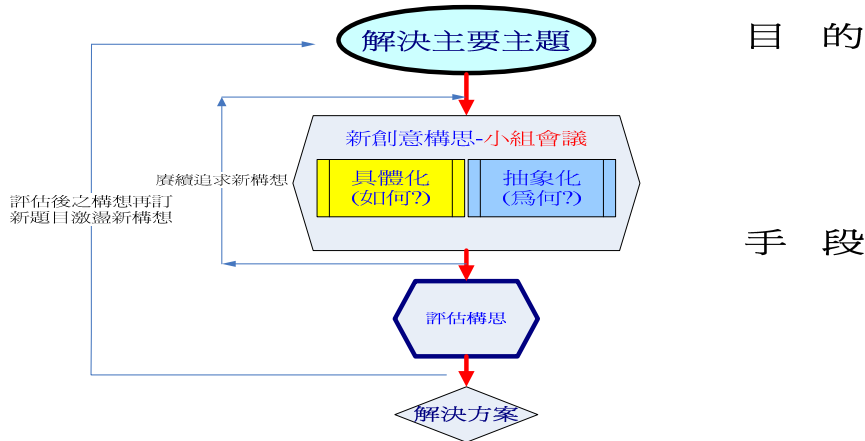 解決主要主題
目 的
新創意構思-小組會議
具體化
(如何?)
抽象化
(爲何?)
賡續追求新構想
評估後之構想再訂
新題目激盪新構想
手 段
評估構思
解決方案